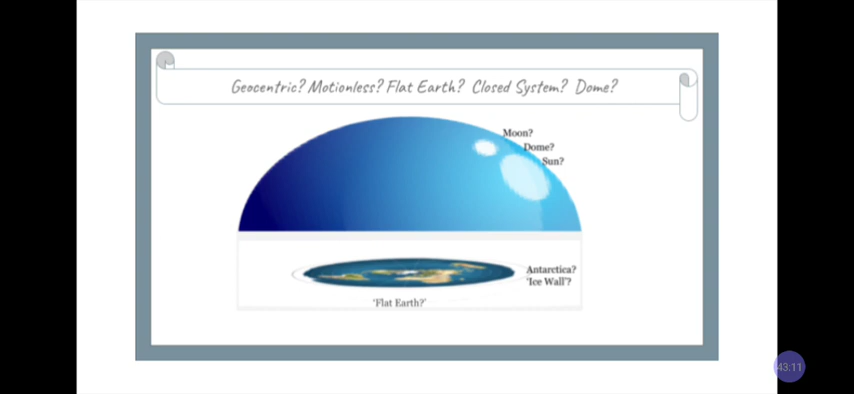 Geocentric? Motionless? Flat Earth? Closed System? Dome?
Moon?
Dome?
Sun?
Antarctica?
'Ice Wall'?
'Flat Earth?'
43:11